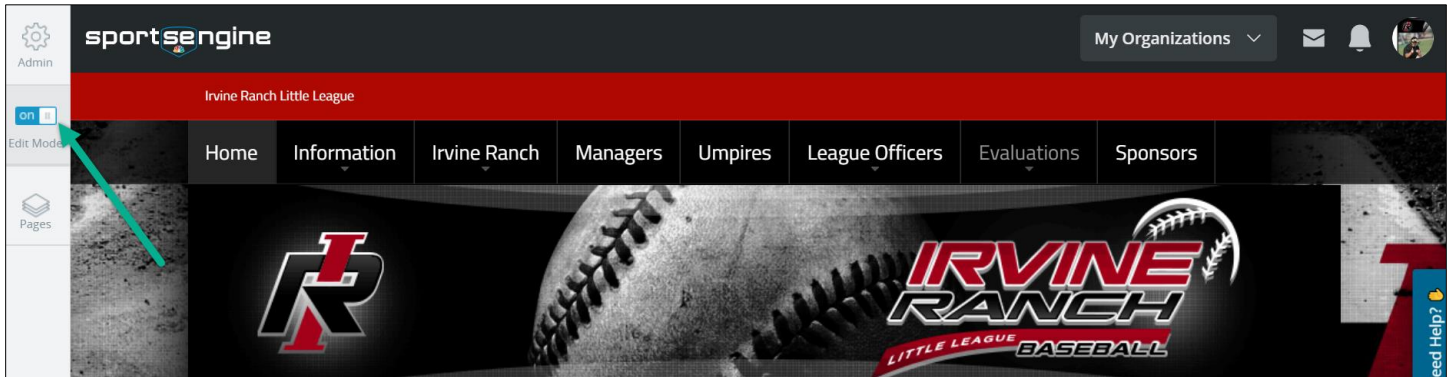 Admin
sportsengine
My Organizations
on
Edit Mode
Irvine Ranch Little League
Home Information Irvine Ranch Managers Umpires League Officers Evaluations Sponsors
Pages
IR
IRVINE
RANCH
LITTLE LEAGUE BASEBALL
eed Help?